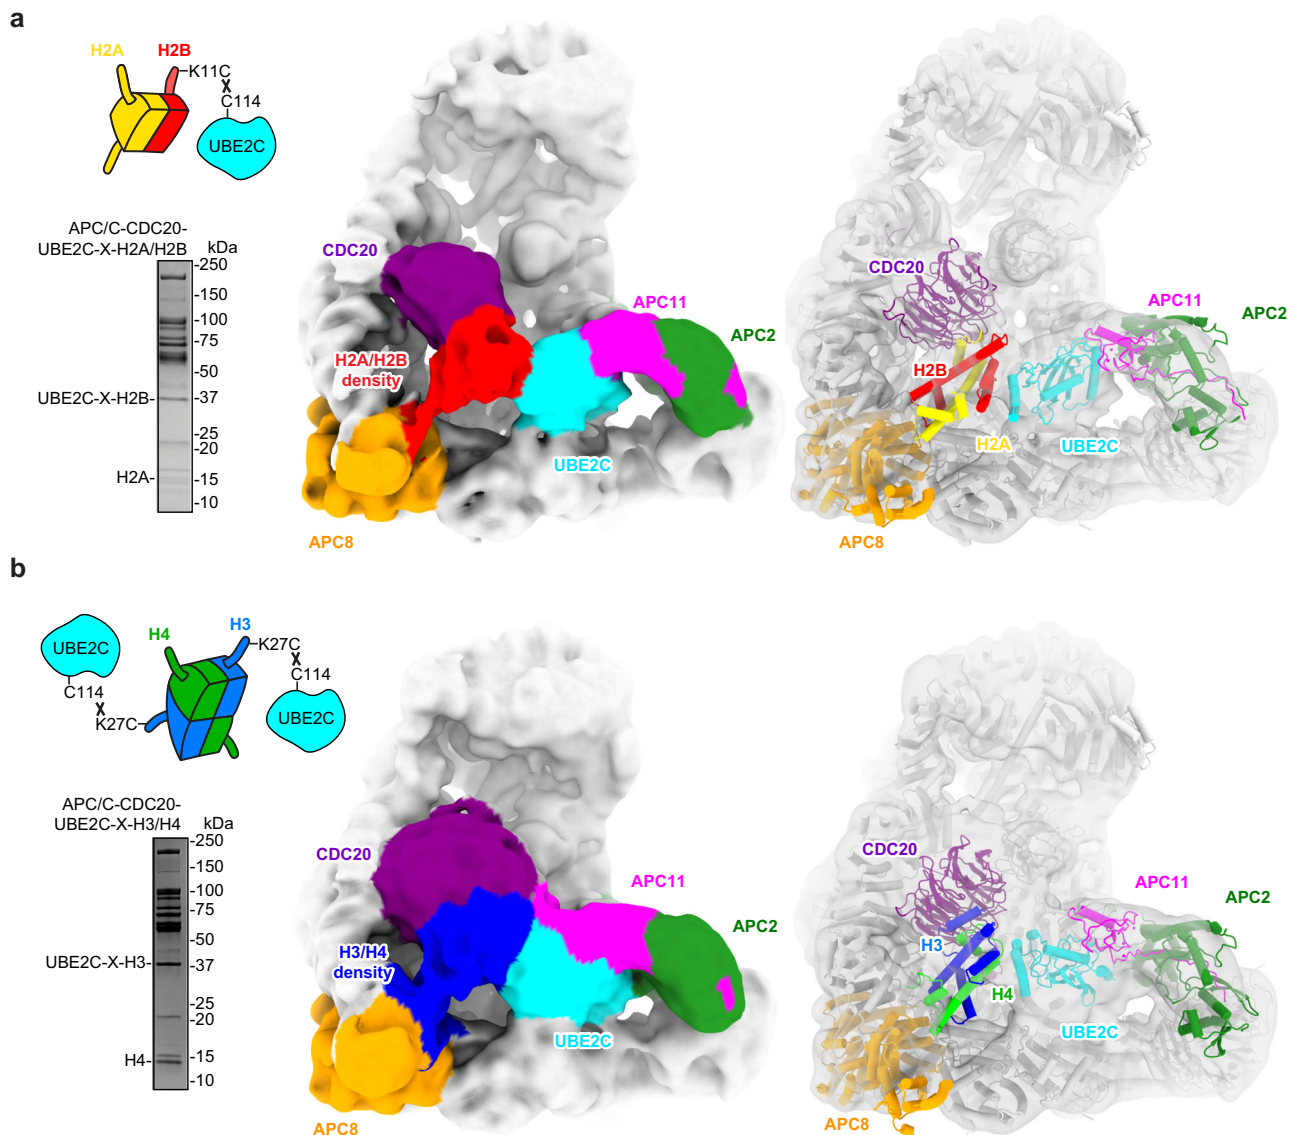 a
H2A
H2B
K11C
X
C114
UBE2C
APC/C-CDC20-
UBE2C-X-H2A/H2B
kDa
-250
-150
-100
-75
-50
UBE2C-X-H2B-
-37
-25
-20
H2A-
-15
-10
CDC20
H2A/H2B
density
APC11
APC2
UBE2C
APC8
CDC20
APC11
APC2
H2B
H2A
UBE2C
APC8
b
UBE2C
H4
H3
K27C
X
C114
C114
X
K27C
UBE2C
APC/C-CDC20-
UBE2C-X-H3/H4
kDa
-250
-150
-100
-75
-50
UBE2C-X-H3-
-37
-25
-20
H4-
-15
-10
CDC20
APC11
APC2
H3/H4
density
UBE2C
APC8
CDC20
APC11
APC2
H3
H4
UBE2C
APC8